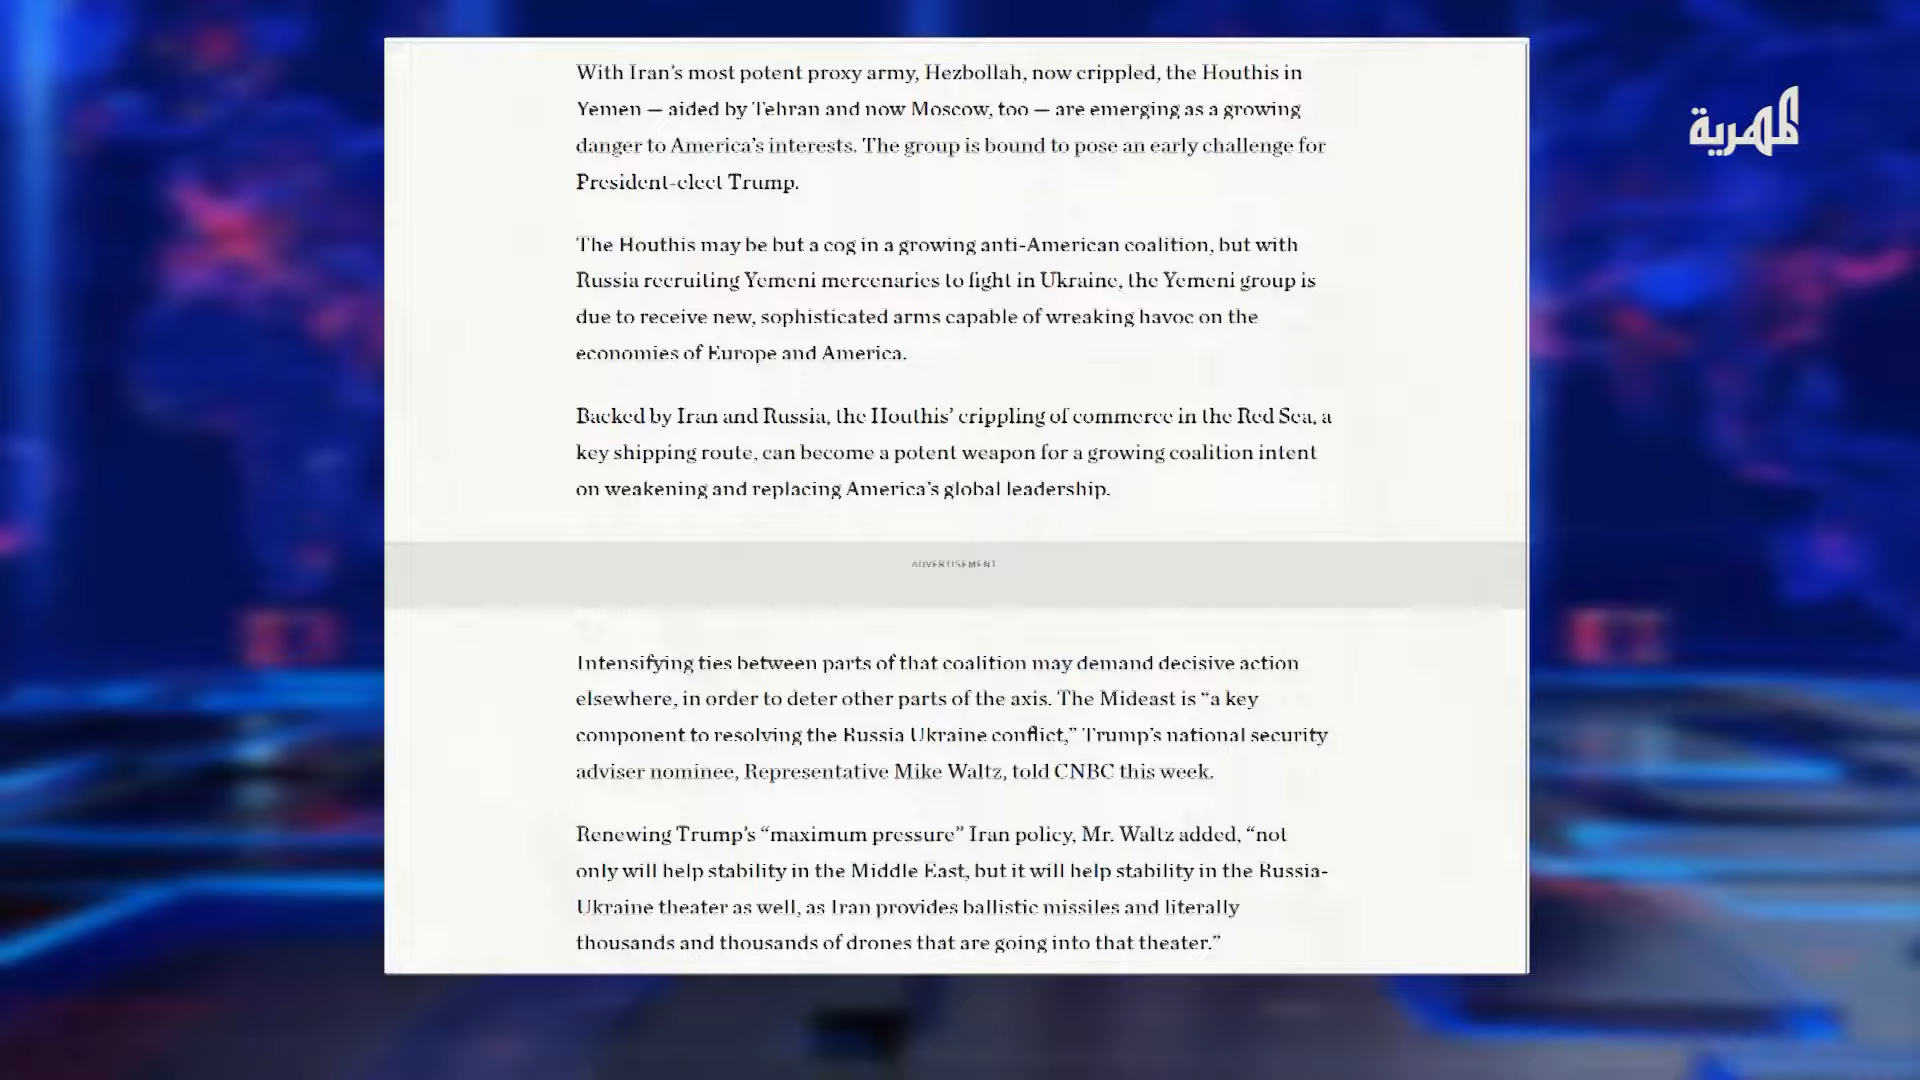 المهرية
With Iran’s most potent proxy army, Hezbollah, now crippled, the Houthis in
Yemen — aided by Tehran and now Moscow, too — are emerging as a growing
danger to America’s interests. The group is bound to pose an early challenge for
President-elect Trump.
The Houthis may be but a cog in a growing anti-American coalition, but with
Russia recruiting Yemeni mercenaries to fight in Ukraine, the Yemeni group is
due to receive new, sophisticated arms capable of wreaking havoc on the
economies of Europe and America.
Backed by Iran and Russia, the Houthis’ crippling of commerce in the Red Sea, a
key shipping route, can become a potent weapon for a growing coalition intent
on weakening and replacing America’s global leadership.
ADVERTISEMENT
Intensifying ties between parts of that coalition may demand decisive action
elsewhere, in order to deter other parts of the axis. The Mideast is “a key
component to resolving the Russia Ukraine conflict,” Trump’s national security
adviser nominee, Representative Mike Waltz, told CNBC this week.
Renewing Trump’s “maximum pressure” Iran policy, Mr. Waltz added, “not
only will help stability in the Middle East, but it will help stability in the Russia-
Ukraine theater as well, as Iran provides ballistic missiles and literally
thousands and thousands of drones that are going into that theater.”